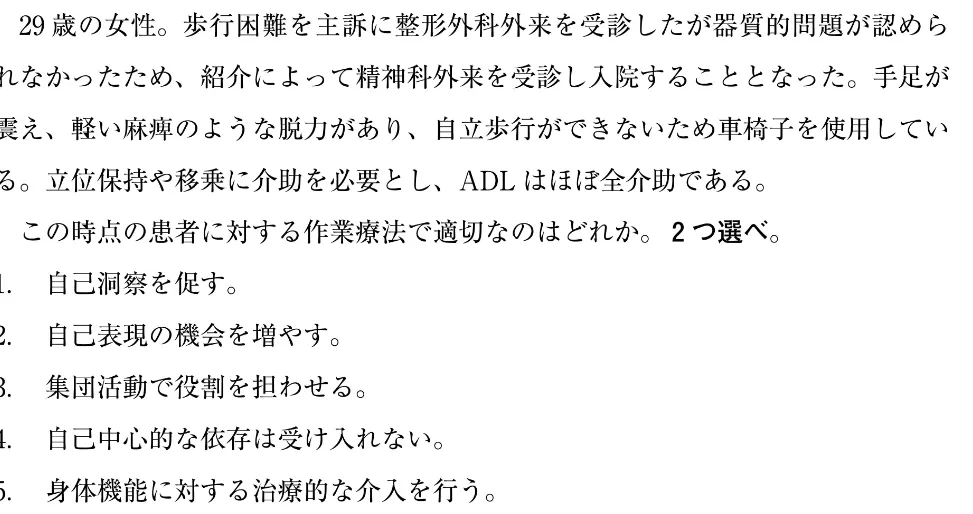 29歳の女性。歩行困難を主訴に整形外科外来を受診したが器質的問題が認めら
れなかったため、紹介によって精神科外来を受診し入院することとなった。手足が
震え、軽い麻痺のような脱力があり、自立歩行ができないため車椅子を使用してい
る。立位保持や移乗に介助を必要とし、ADLはほぼ全介助である。
この時点の患者に対する作業療法で適切なのはどれか。2つ選べ。
1. 自己洞察を促す。
2. 自己表現の機会を増やす。
3. 集団活動で役割を担わせる。
4. 自己中心的な依存は受け入れない。
5. 身体機能に対する治療的な介入を行う。